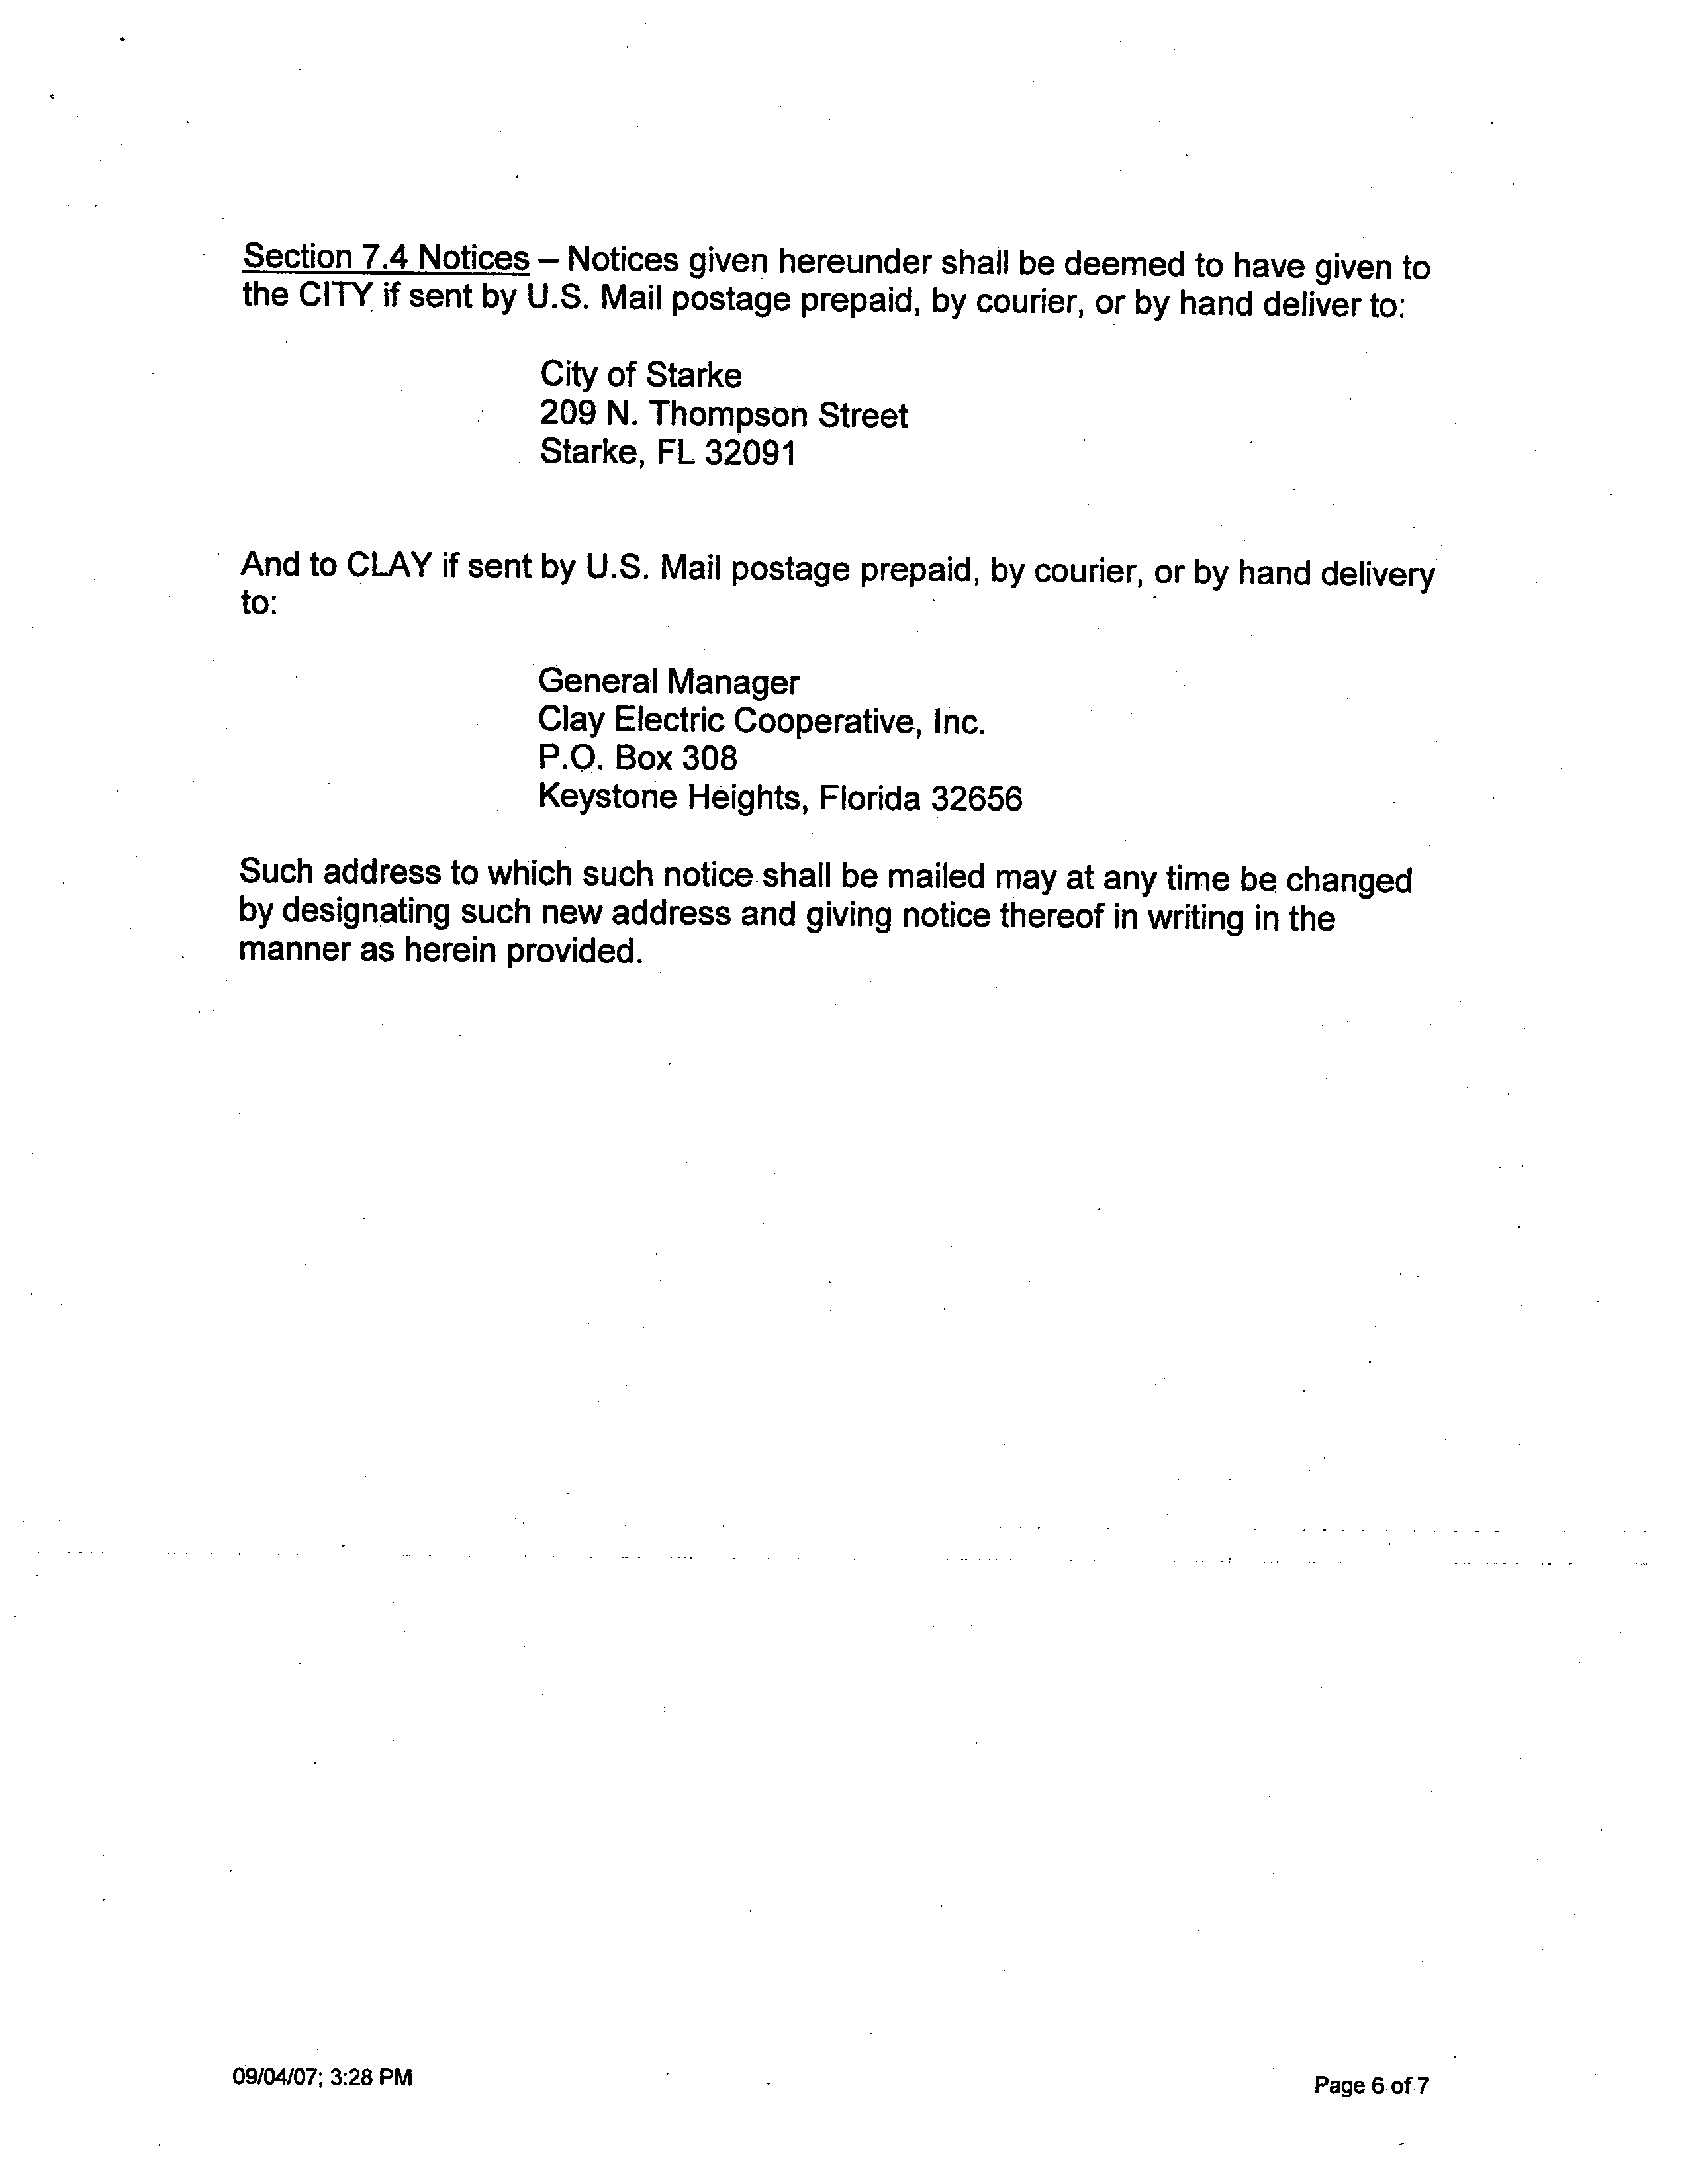 Section 7.4 Notices – Notices given hereunder shall be deemed to have given to
the CITY if sent by U.S. Mail postage prepaid, by courier, or by hand deliver to:
City of Starke
209 N. Thompson Street
Starke, FL 32091
And to CLAY if sent by U.S. Mail postage prepaid, by courier, or by hand delivery
to:
General Manager
Clay Electric Cooperative, Inc.
P.O. Box 308
Keystone Heights, Florida 32656
Such address to which such notice shall be mailed may at any time be changed
by designating such new address and giving notice thereof in writing in the
manner as herein provided.
09/04/07; 3:28 PM
Page 6 of 7